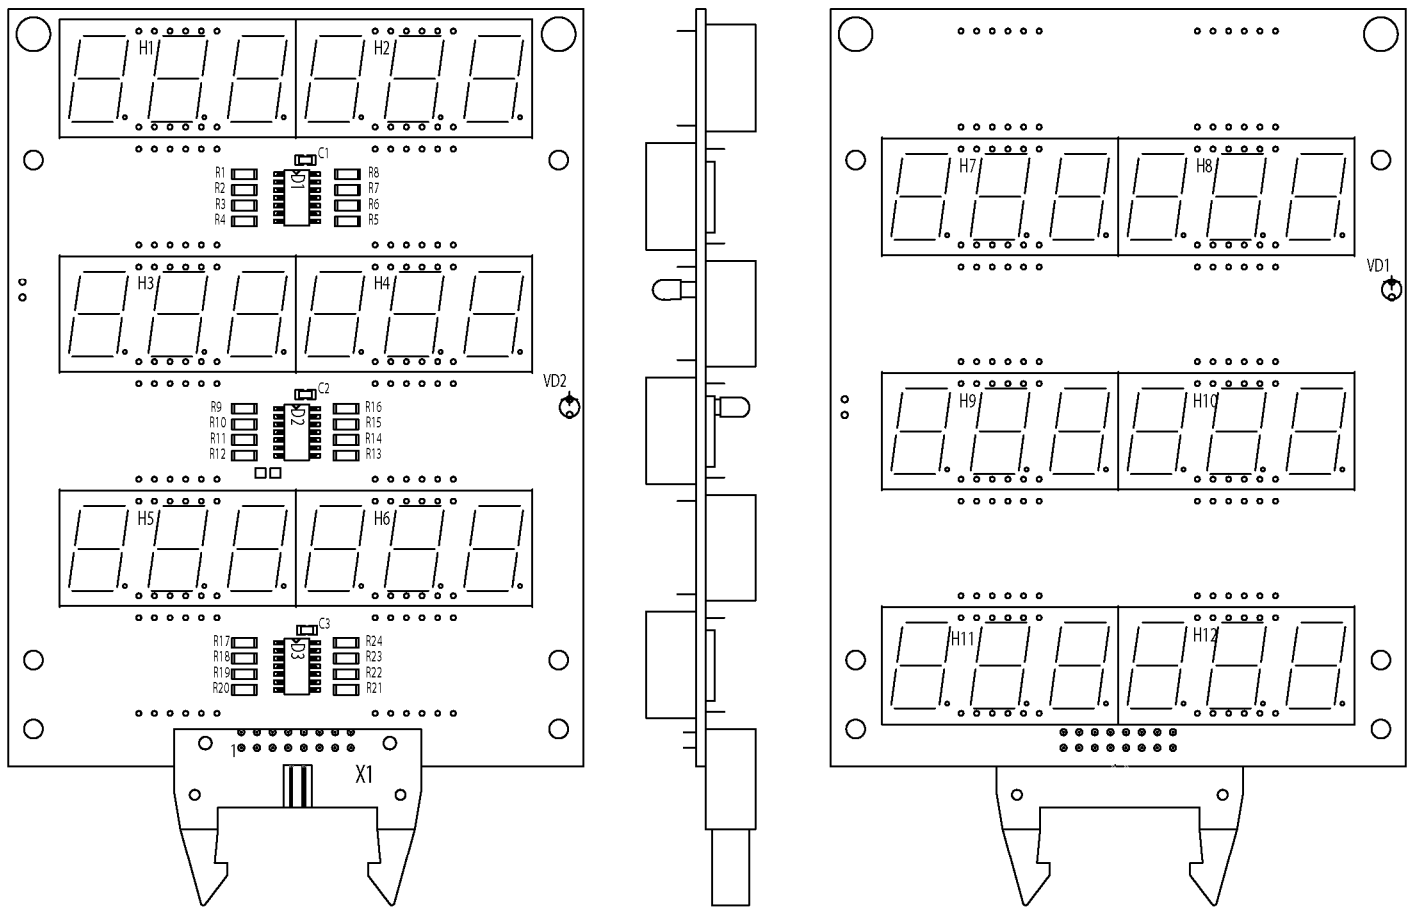 H1 H2
C1
R1 D1 R8
R2 R7
R3 R6
R4 R5
H3 H4
VD2
C2
R9 D2 R16
R10 R15
R11 R14
R12 R13
H5 H6
C3
R17 D3 R24
R18 R23
R19 R22
R20 R21
1
X1
H7 H8
VD1
H9 H10
H11 H12